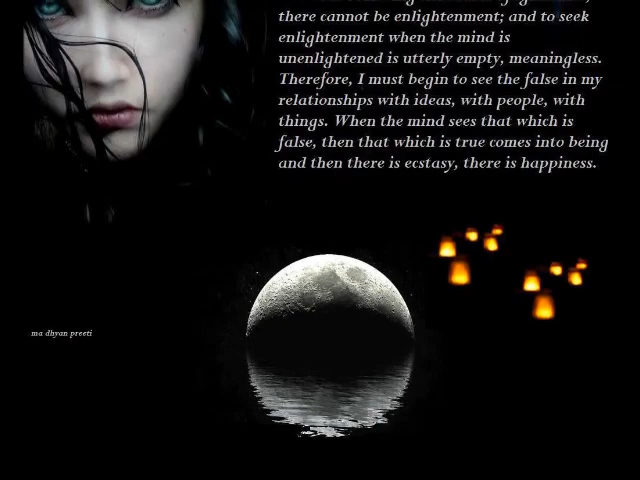 there cannot be enlightenment; and to seek
enlightenment when the mind is
unenlightened is utterly empty, meaningless.
Therefore, I must begin to see the false in my
relationships with ideas, with people, with
things. When the mind sees that which is
false, then that which is true comes into being
and then there is ecstasy, there is happiness.
ma dhyan preeti